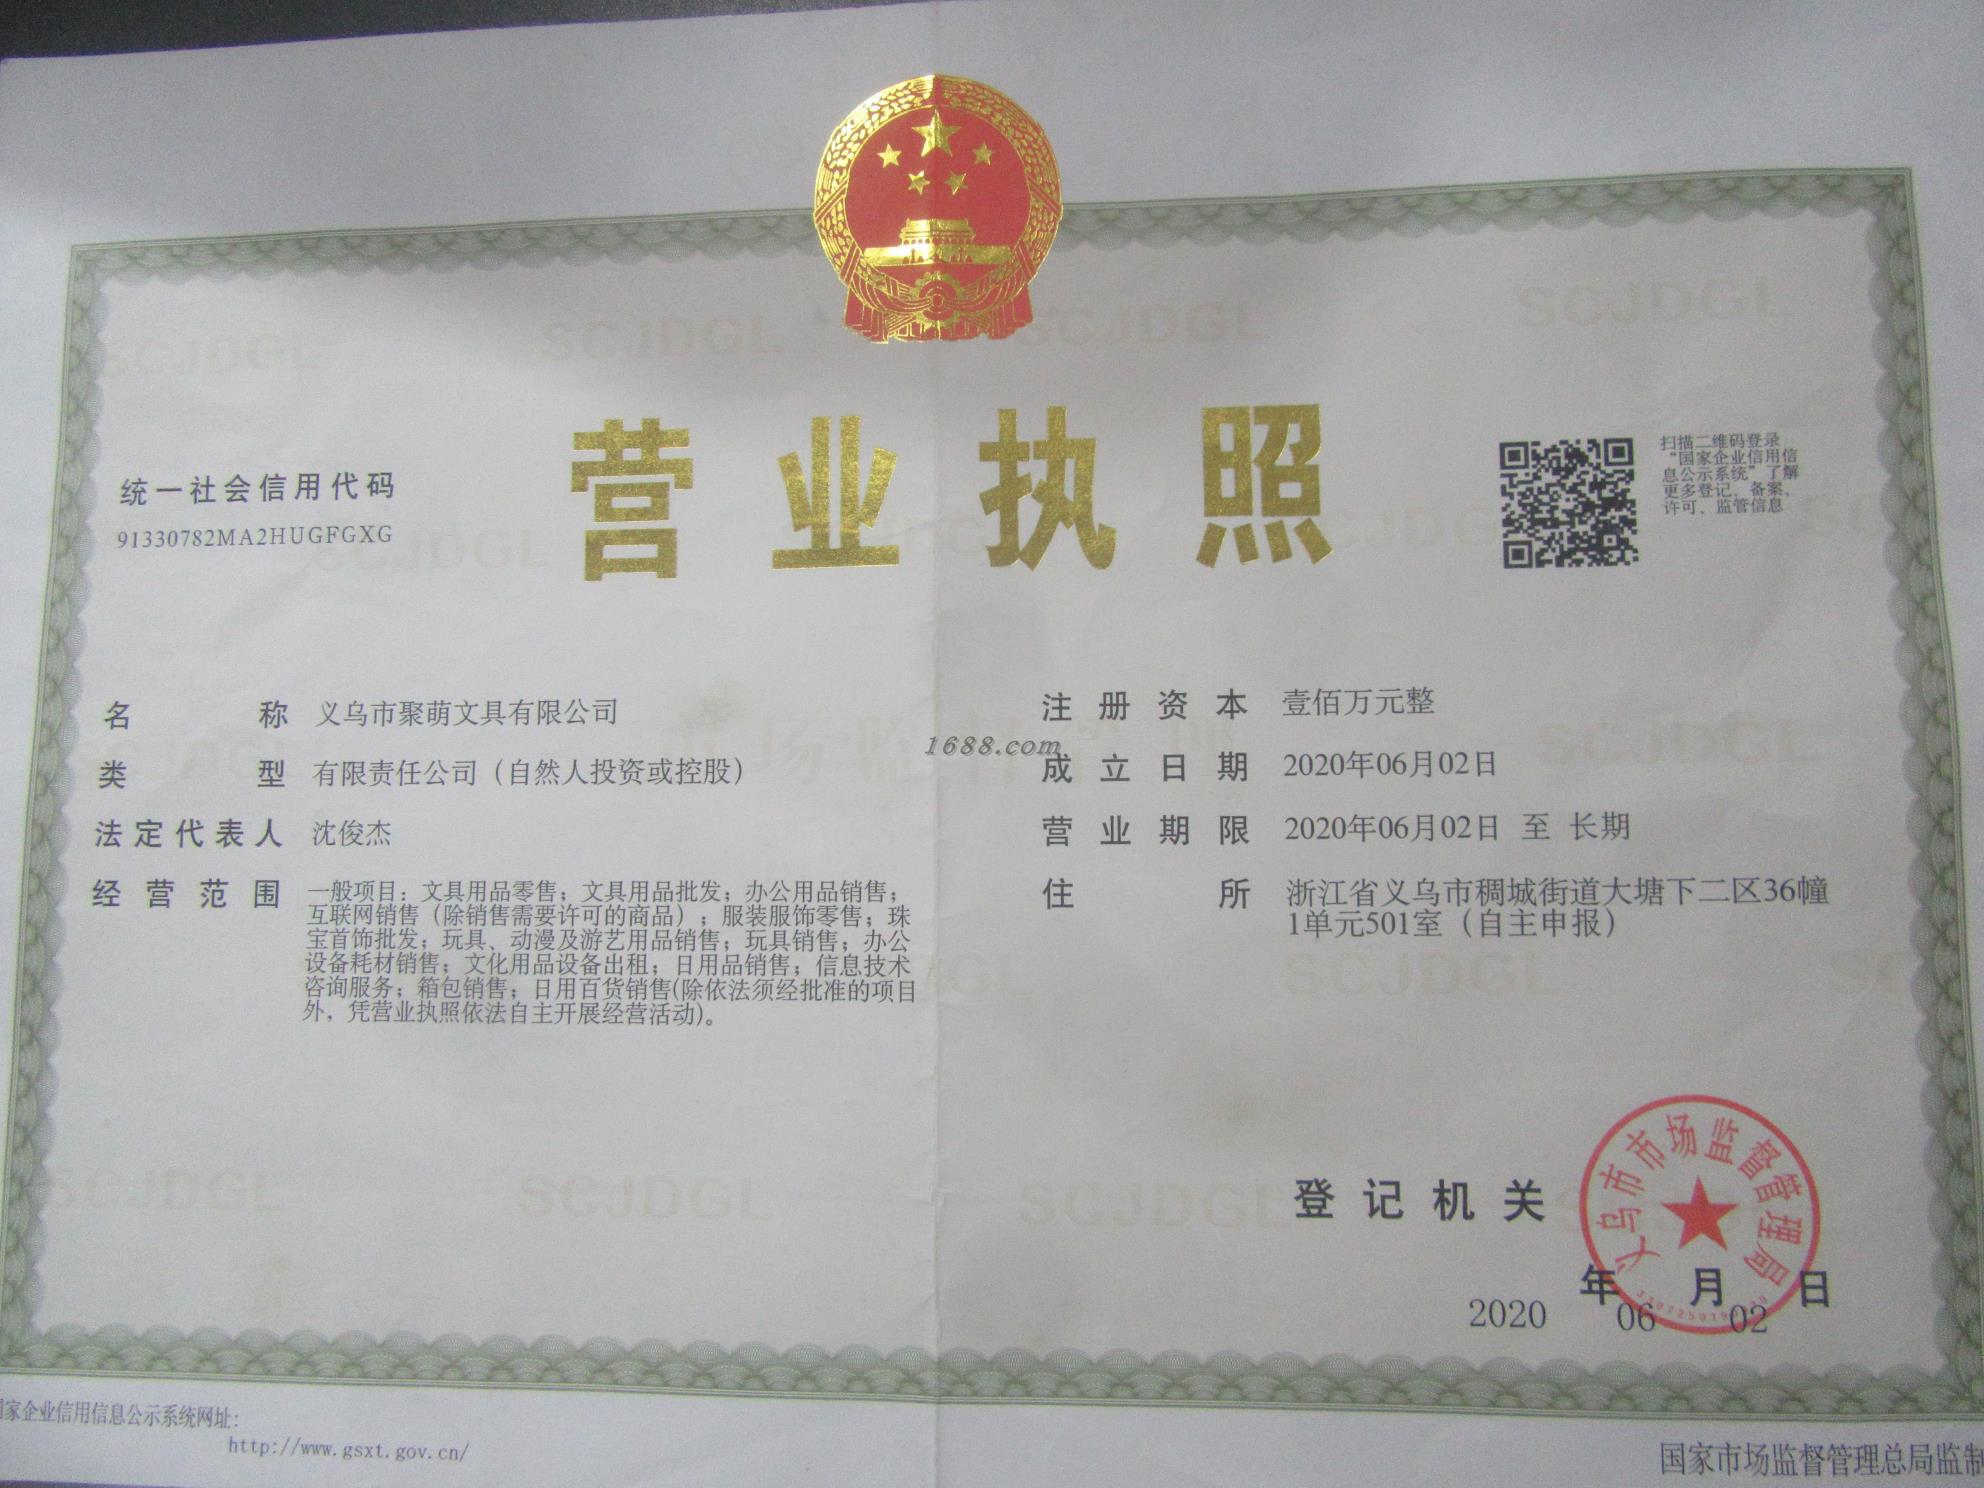 营业执照
统一社会信用代码
91330782MA2HUGFGXG
扫描二维码登录
“国家企业信用信
息公示系统”了解
更多登记、备案、
许可、监管信息
名称 义乌市聚萌文具有限公司
类型 有限责任公司（自然人投资或控股）
法定代表人 沈俊杰
经营范围 一般项目：文具用品零售；文具用品批发；办公用品销售；
互联网销售（除销售需要许可的商品）；服装服饰零售；珠
宝首饰批发；玩具、动漫及游艺用品销售；玩具销售；办公
设备耗材销售；文化用品设备出租；日用品销售；信息技术
咨询服务；箱包销售；日用百货销售(除依法须经批准的项目
外，凭营业执照依法自主开展经营活动)。
注册资本 壹佰万元整
成立日期 2020年06月02日
营业期限 2020年06月02日 至 长期
住所 浙江省义乌市稠城街道大塘下二区36幢
1单元501室（自主申报）
1688.com
登记机关
义乌市市场监督管理局
年 月 日
2020 06 02
国家企业信用信息公示系统网址：
http://www.gsxt.gov.cn/
国家市场监督管理总局监制
SCJDGL